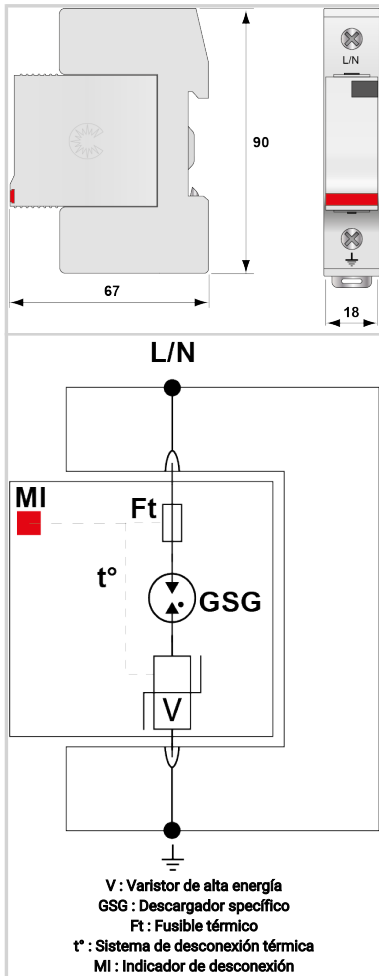 L/N
90
67
18
L/N
MI
Ft
t°
GSG
V
V : Varistor de alta energía
GSG : Descargador specífico
Ft : Fusible térmico
t° : Sistema de desconexión térmica
MI : Indicador de desconexión